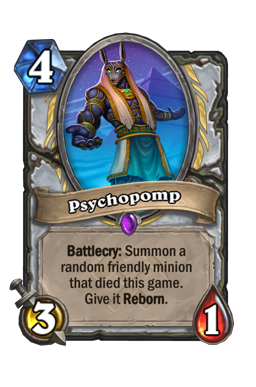 4
Psychopomp
Battlecry: Summon a
random friendly minion
that died this game.
Give it Reborn.
3 1